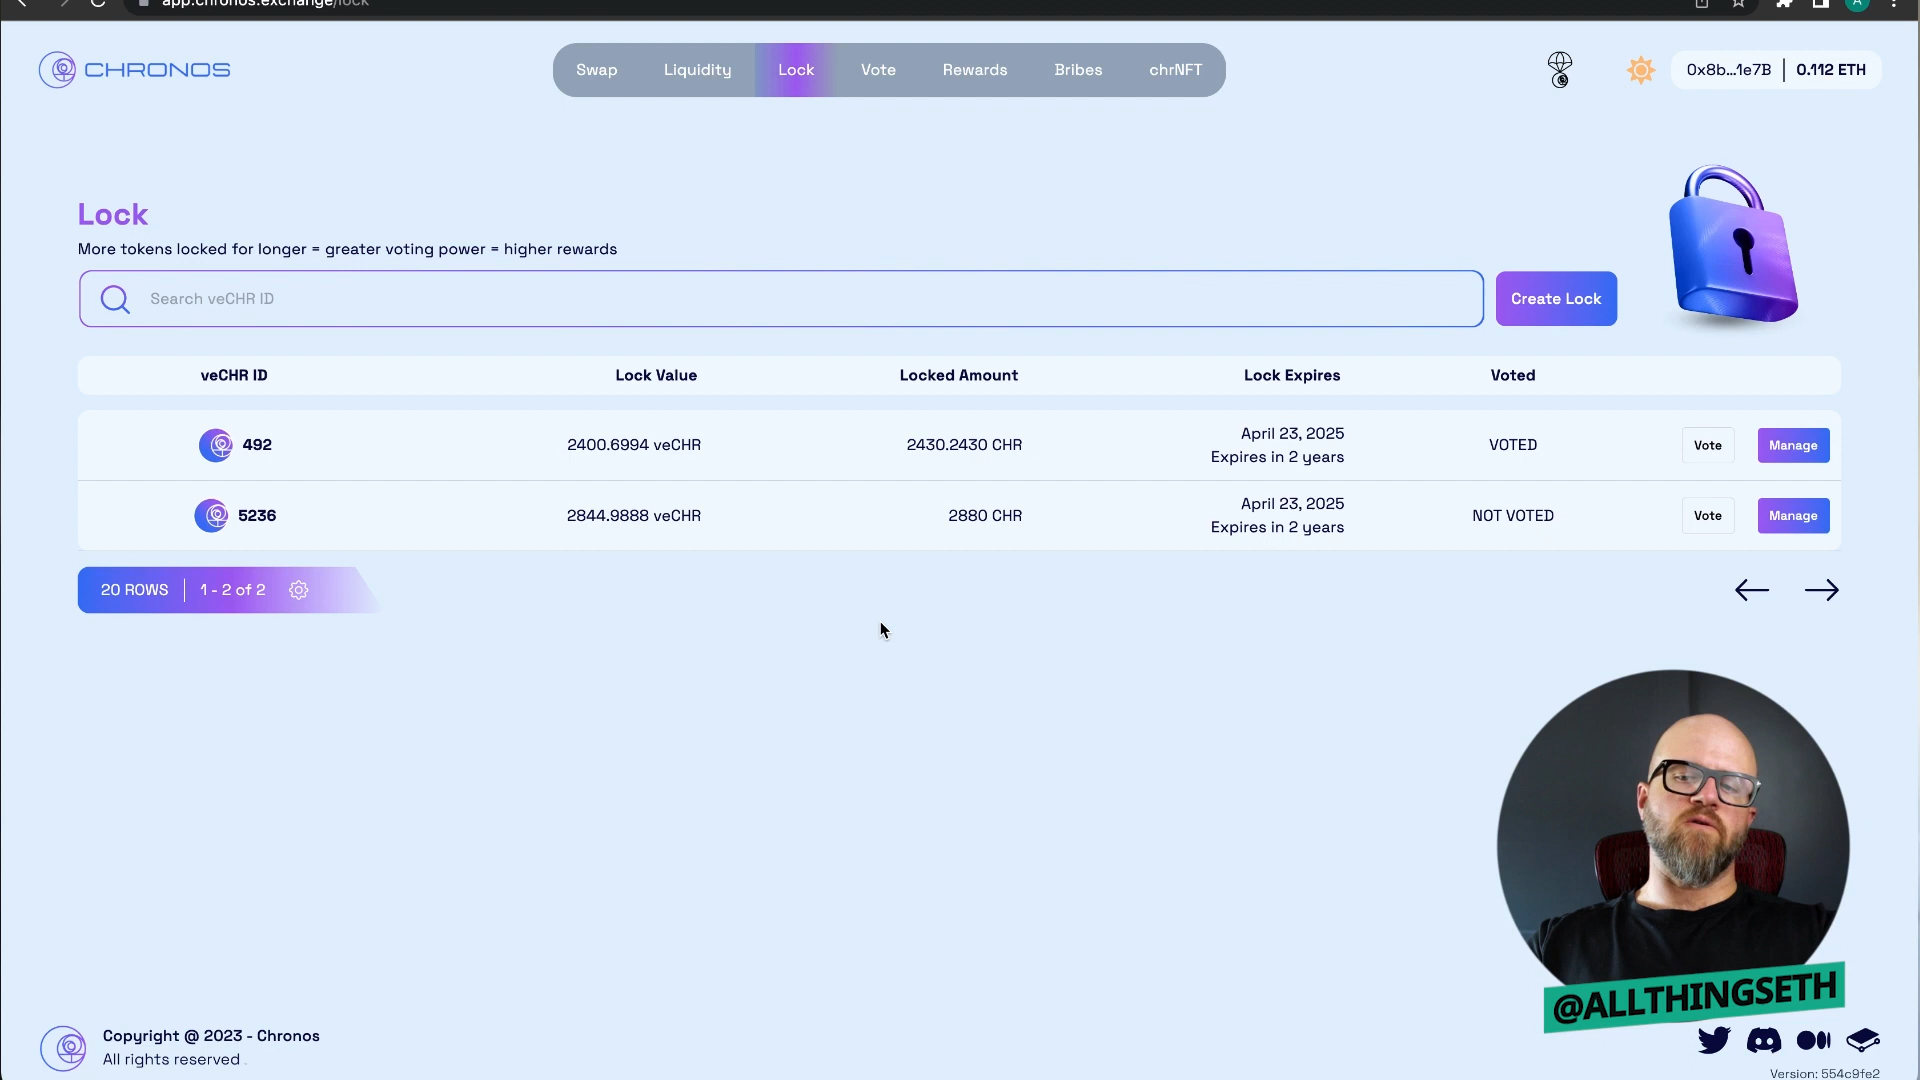 app.chronos.exchange/lock
A
CHRONOS
Swap
Liquidity
Lock
Vote
Rewards
Bribes
chrNFT
0x8b...1e7B
0.112 ETH
Lock
More tokens locked for longer = greater voting power = higher rewards
Search veCHR ID
Create Lock
veCHR ID
Lock Value
Locked Amount
Lock Expires
Voted
492
2400.6994 veCHR
2430.2430 CHR
April 23, 2025
Expires in 2 years
VOTED
Vote
Manage
5236
2844.9888 veCHR
2880 CHR
April 23, 2025
Expires in 2 years
NOT VOTED
Vote
Manage
20 ROWS
1 - 2 of 2
@ALLTHINGSETH
Copyright @ 2023 - Chronos
All rights reserved .
Version: 554c9fe2